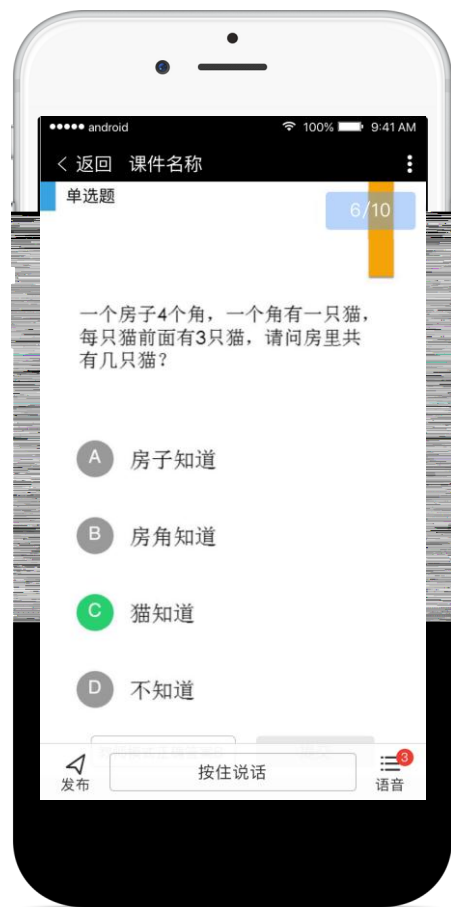 android 100% 9:41 AM
返回 课件名称
单选题
6/10
一个房子4个角，一个角有一只猫，
每只猫前面有3只猫，请问房里共
有几只猫？
A 房子知道
B 房角知道
C 猫知道
D 不知道
发布
按住说话
3
语音